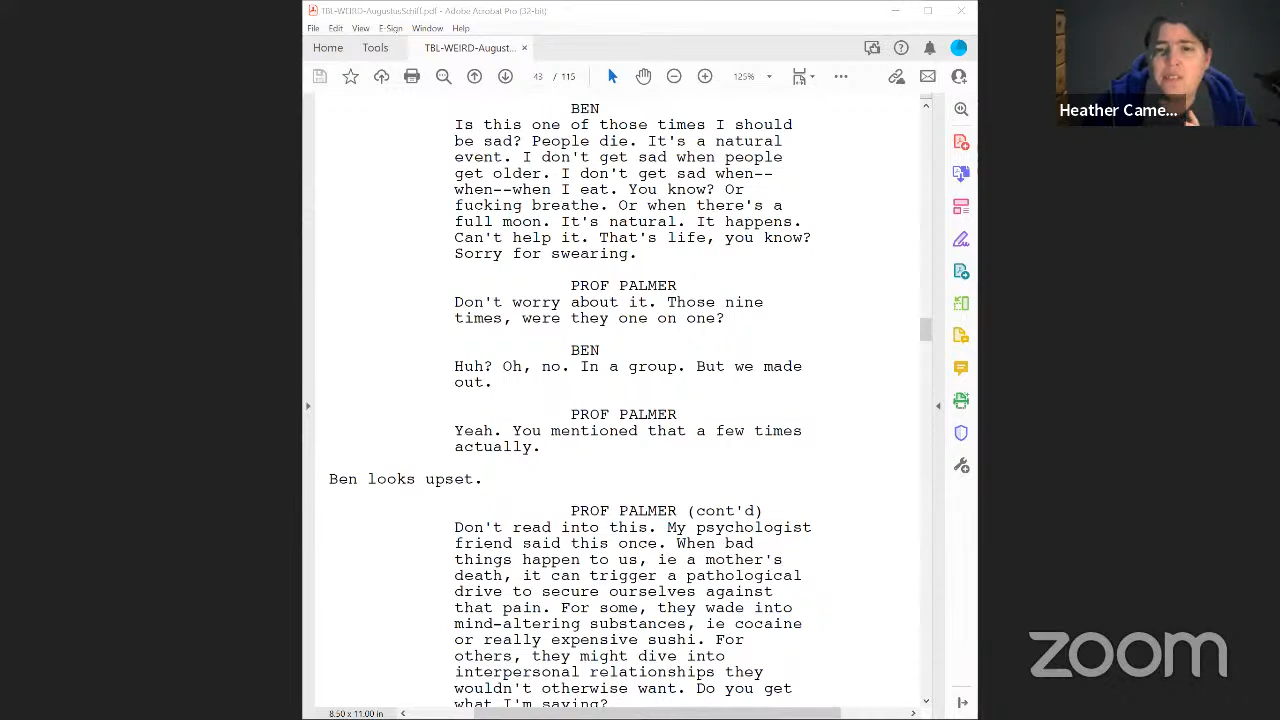 TBL-WEIRD-AugustusSchiff.pdf - Adobe Acrobat Pro (32-bit)
File Edit View E-Sign Window Help
Home Tools TBL-WEIRD-August... ×
43 / 115 125%
BEN
Is this one of those times I should
be sad? People die. It's a natural
event. I don't get sad when people
get older. I don't get sad when--
when--when I eat. You know? Or
fucking breathe. Or when there's a
full moon. It's natural. It happens.
Can't help it. That's life, you know?
Sorry for swearing.
PROF PALMER
Don't worry about it. Those nine
times, were they one on one?
BEN
Huh? Oh, no. In a group. But we made
out.
PROF PALMER
Yeah. You mentioned that a few times
actually.
Ben looks upset.
PROF PALMER (cont'd)
Don't read into this. My psychologist
friend said this once. When bad
things happen to us, ie a mother's
death, it can trigger a pathological
drive to secure ourselves against
that pain. For some, they wade into
mind-altering substances, ie cocaine
or really expensive sushi. For
others, they might dive into
interpersonal relationships they
wouldn't otherwise want. Do you get
what I'm saying?
8.50 x 11.00 in
Heather Came...
zoom